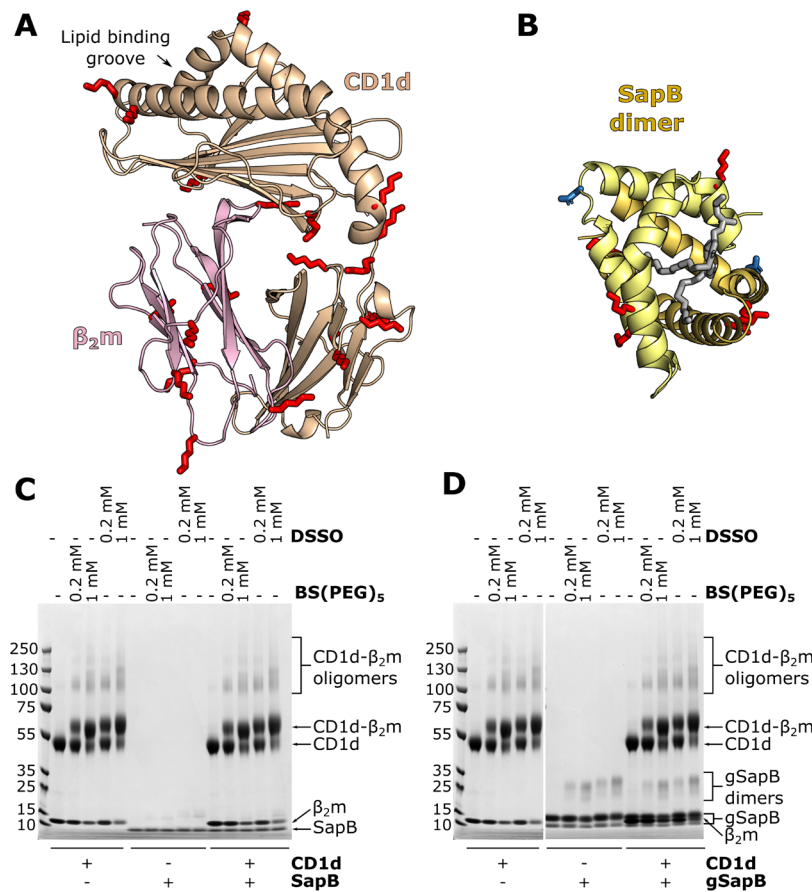 A
Lipid binding
groove
CD1d
β2m
B
SapB
dimer
C
- - - 0.2 mM 1 mM - - - 0.2 mM 1 mM - - - 0.2 mM 1 mM DSSO
- 0.2 mM 1 mM - - - 0.2 mM 1 mM - - - 0.2 mM 1 mM - - BS(PEG)5
250
130
100
75
55
35
25
15
10
CD1d-β2m
oligomers
CD1d-β2m
CD1d
β2m
SapB
+ - + CD1d
- + + SapB
D
- - - 0.2 mM 1 mM - - - 0.2 mM 1 mM - - - 0.2 mM 1 mM DSSO
- 0.2 mM 1 mM - - - 0.2 mM 1 mM - - - 0.2 mM 1 mM - - BS(PEG)5
250
130
100
75
55
35
25
15
10
CD1d-β2m
oligomers
CD1d-β2m
CD1d
gSapB
dimers
gSapB
β2m
+ - + CD1d
- + + gSapB